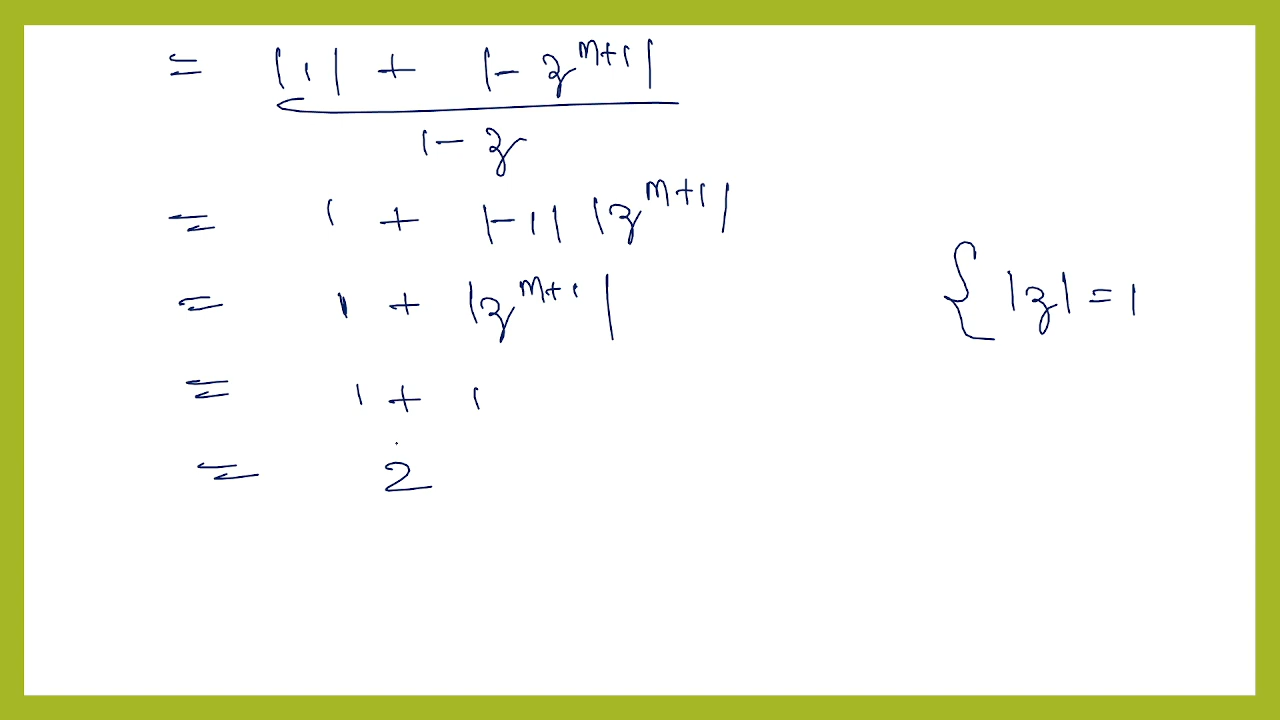 = |1| + |- z^{m+1}|
1 - z
= 1 + |-1| |z^{m+1}|
= 1 + |z^{m+1}|
{ |z| = 1
= 1 + 1
= 2